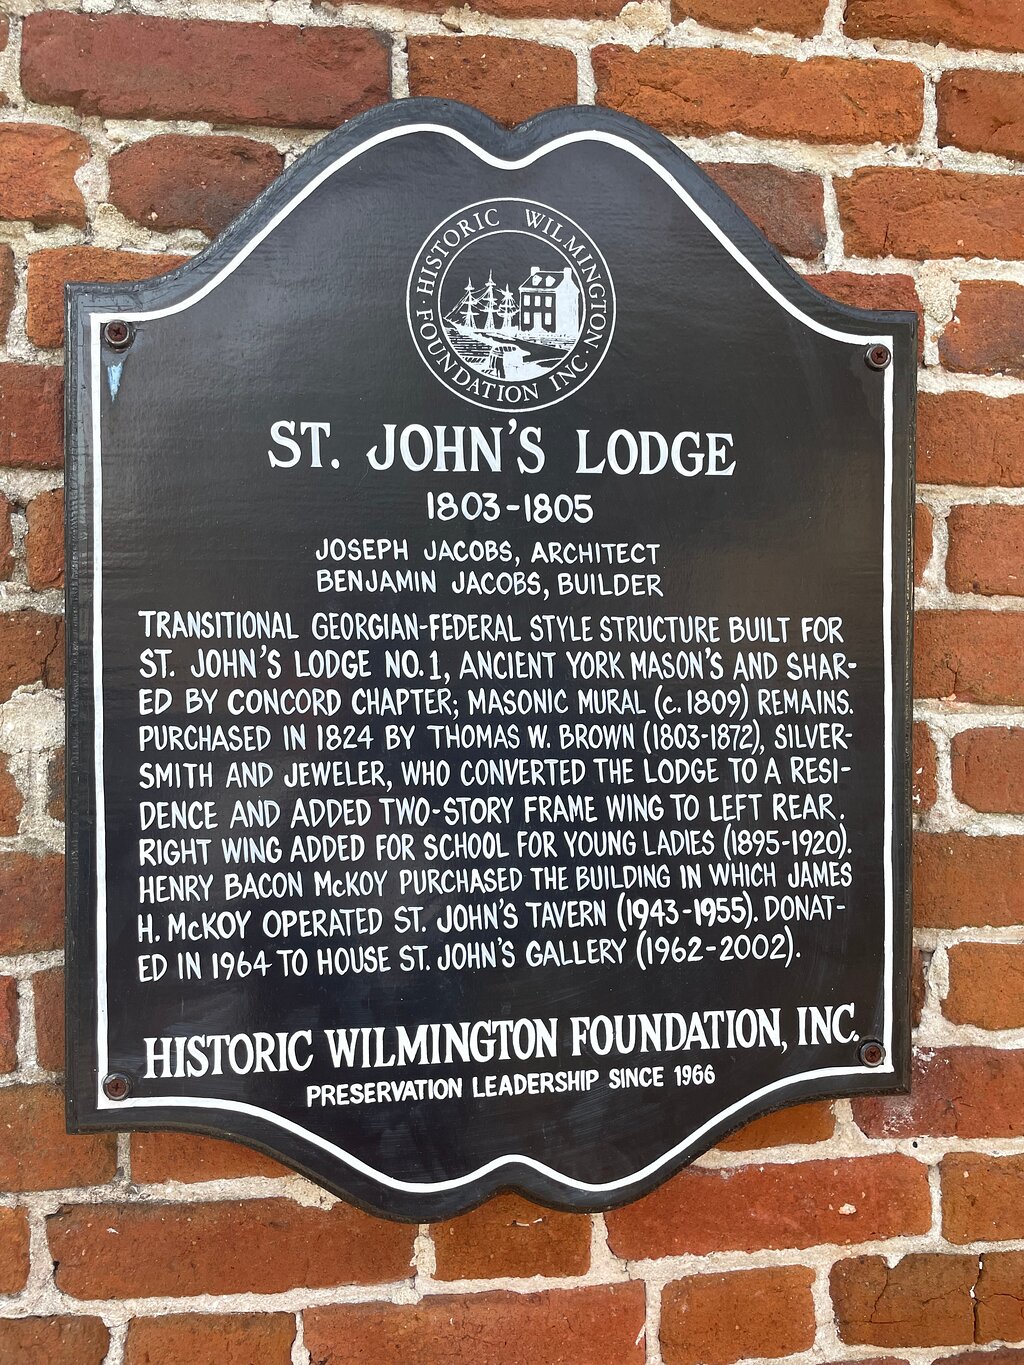 HISTORIC WILMINGTON
FOUNDATION INC.
ST. JOHN'S LODGE
1803-1805
JOSEPH JACOBS, ARCHITECT
BENJAMIN JACOBS, BUILDER
TRANSITIONAL GEORGIAN-FEDERAL STYLE STRUCTURE BUILT FOR
ST. JOHN'S LODGE NO.1, ANCIENT YORK MASON'S AND SHAR-
ED BY CONCORD CHAPTER; MASONIC MURAL (c. 1809) REMAINS.
PURCHASED IN 1824 BY THOMAS W. BROWN (1803-1872), SILVER-
SMITH AND JEWELER, WHO CONVERTED THE LODGE TO A RESI-
DENCE AND ADDED TWO-STORY FRAME WING TO LEFT REAR.
RIGHT WING ADDED FOR SCHOOL FOR YOUNG LADIES (1895-1920).
HENRY BACON McKOY PURCHASED THE BUILDING IN WHICH JAMES
H. McKOY OPERATED ST. JOHN'S TAVERN (1943-1955). DONAT-
ED IN 1964 TO HOUSE ST. JOHN'S GALLERY (1962-2002).
HISTORIC WILMINGTON FOUNDATION, INC.
PRESERVATION LEADERSHIP SINCE 1966